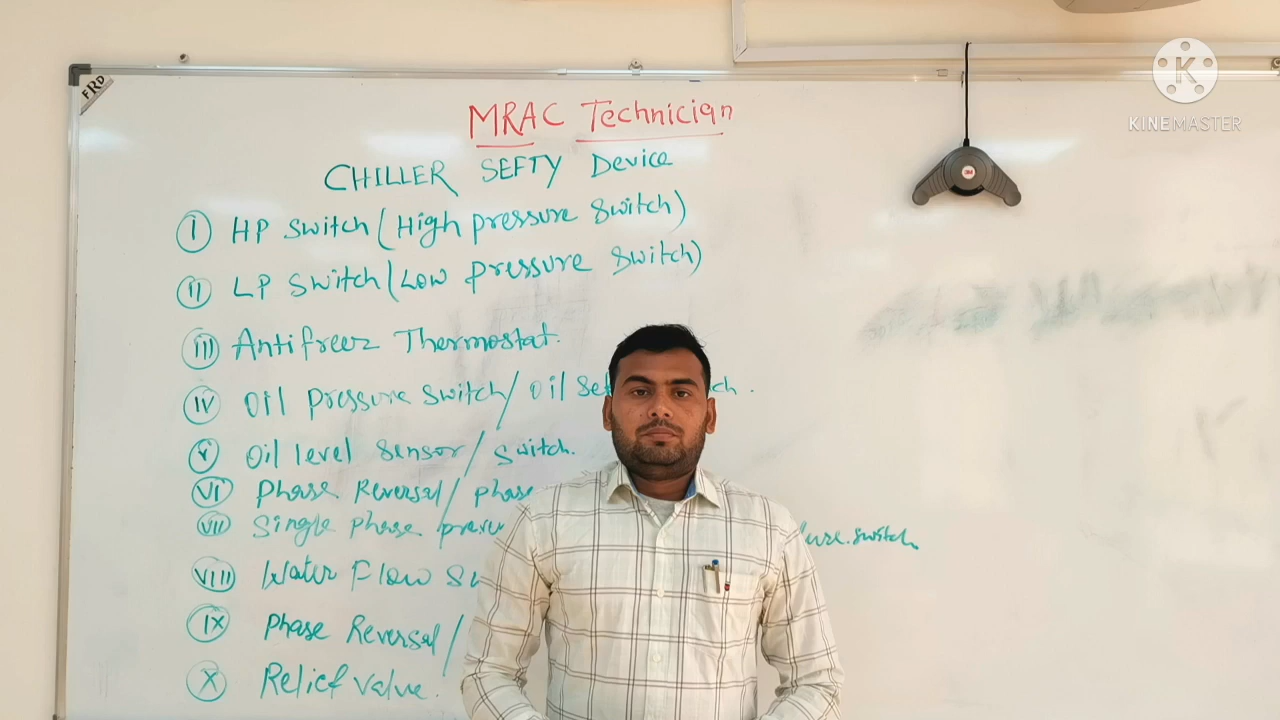 FRD
KINEMASTER
MRAC Technician
CHILLER SEFTY Device
I HP Switch (High pressure Switch)
II LP Switch (Low pressure Switch)
III Antifreez Thermostat.
IV Oil pressure switch / Oil
V Oil level sensor / switch.
VI Phase Reversal / phase
VII Single phase switch
VIII Water Flow
IX Phase Reversal /
X Relief valve.
3M